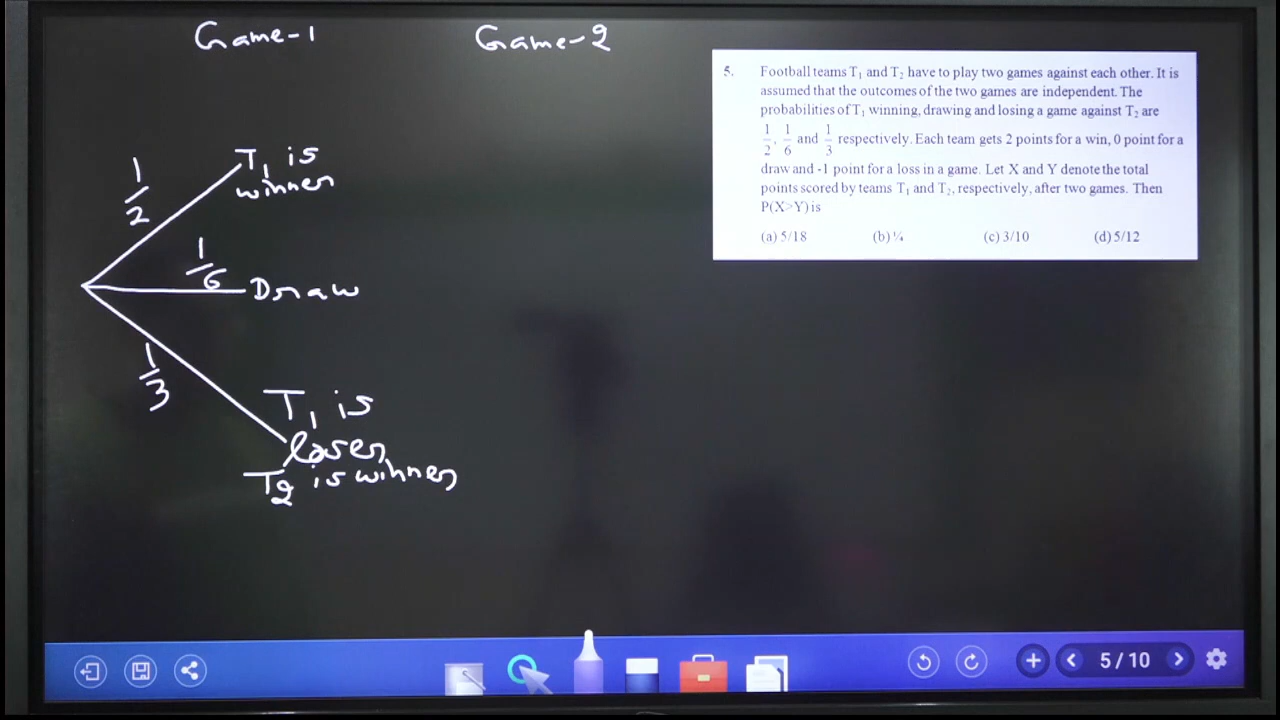 Game-1
Game-2
5. Football teams T₁ and T₂ have to play two games against each other. It is
assumed that the outcomes of the two games are independent. The
probabilities of T₁ winning, drawing and losing a game against T₂ are
1/2, 1/6 and 1/3 respectively. Each team gets 2 points for a win, 0 point for a
draw and -1 point for a loss in a game. Let X and Y denote the total
points scored by teams T₁ and T₂, respectively, after two games. Then
P(X>Y) is
(a) 5/18 (b) ¼ (c) 3/10 (d) 5/12
1/2
T₁ is
winner
1/6
Draw
1/3
T₁ is
loser
T₂ is winner
5 / 10